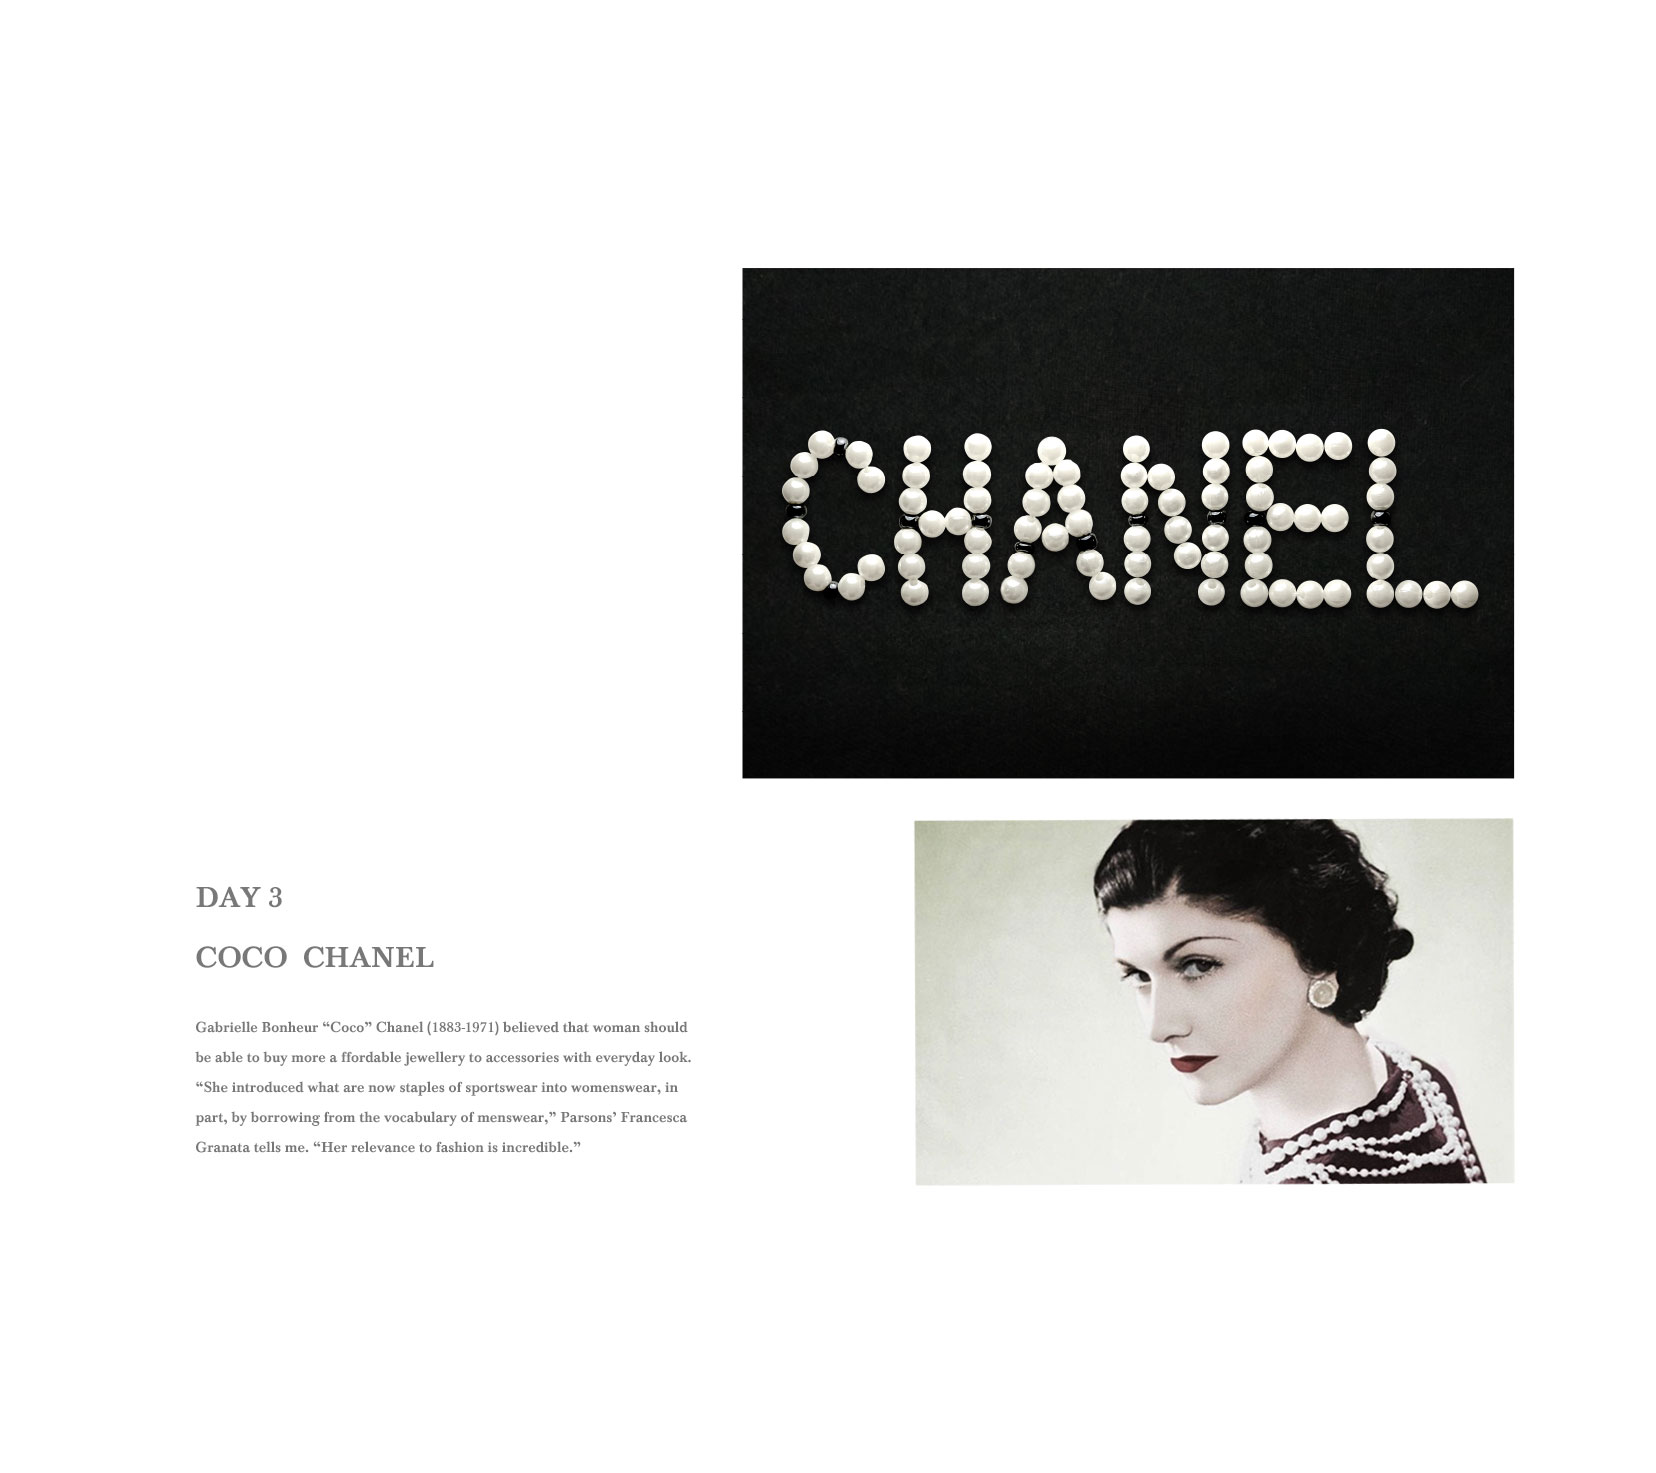 CHANEL
DAY 3
COCO CHANEL
Gabrielle Bonheur “Coco” Chanel (1883-1971) believed that woman should
be able to buy more a ffordable jewellery to accessories with everyday look.
“She introduced what are now staples of sportswear into womenswear, in
part, by borrowing from the vocabulary of menswear,” Parsons’ Francesca
Granata tells me. “Her relevance to fashion is incredible.”